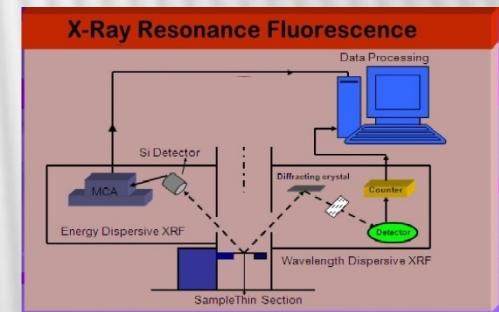 X-Ray Resonance Fluorescence
Data Processing
Si Detector
MCA
Diffracting crystal
Counter
Detector
Energy Dispersive XRF
Wavelength Dispersive XRF
SampleThin Section